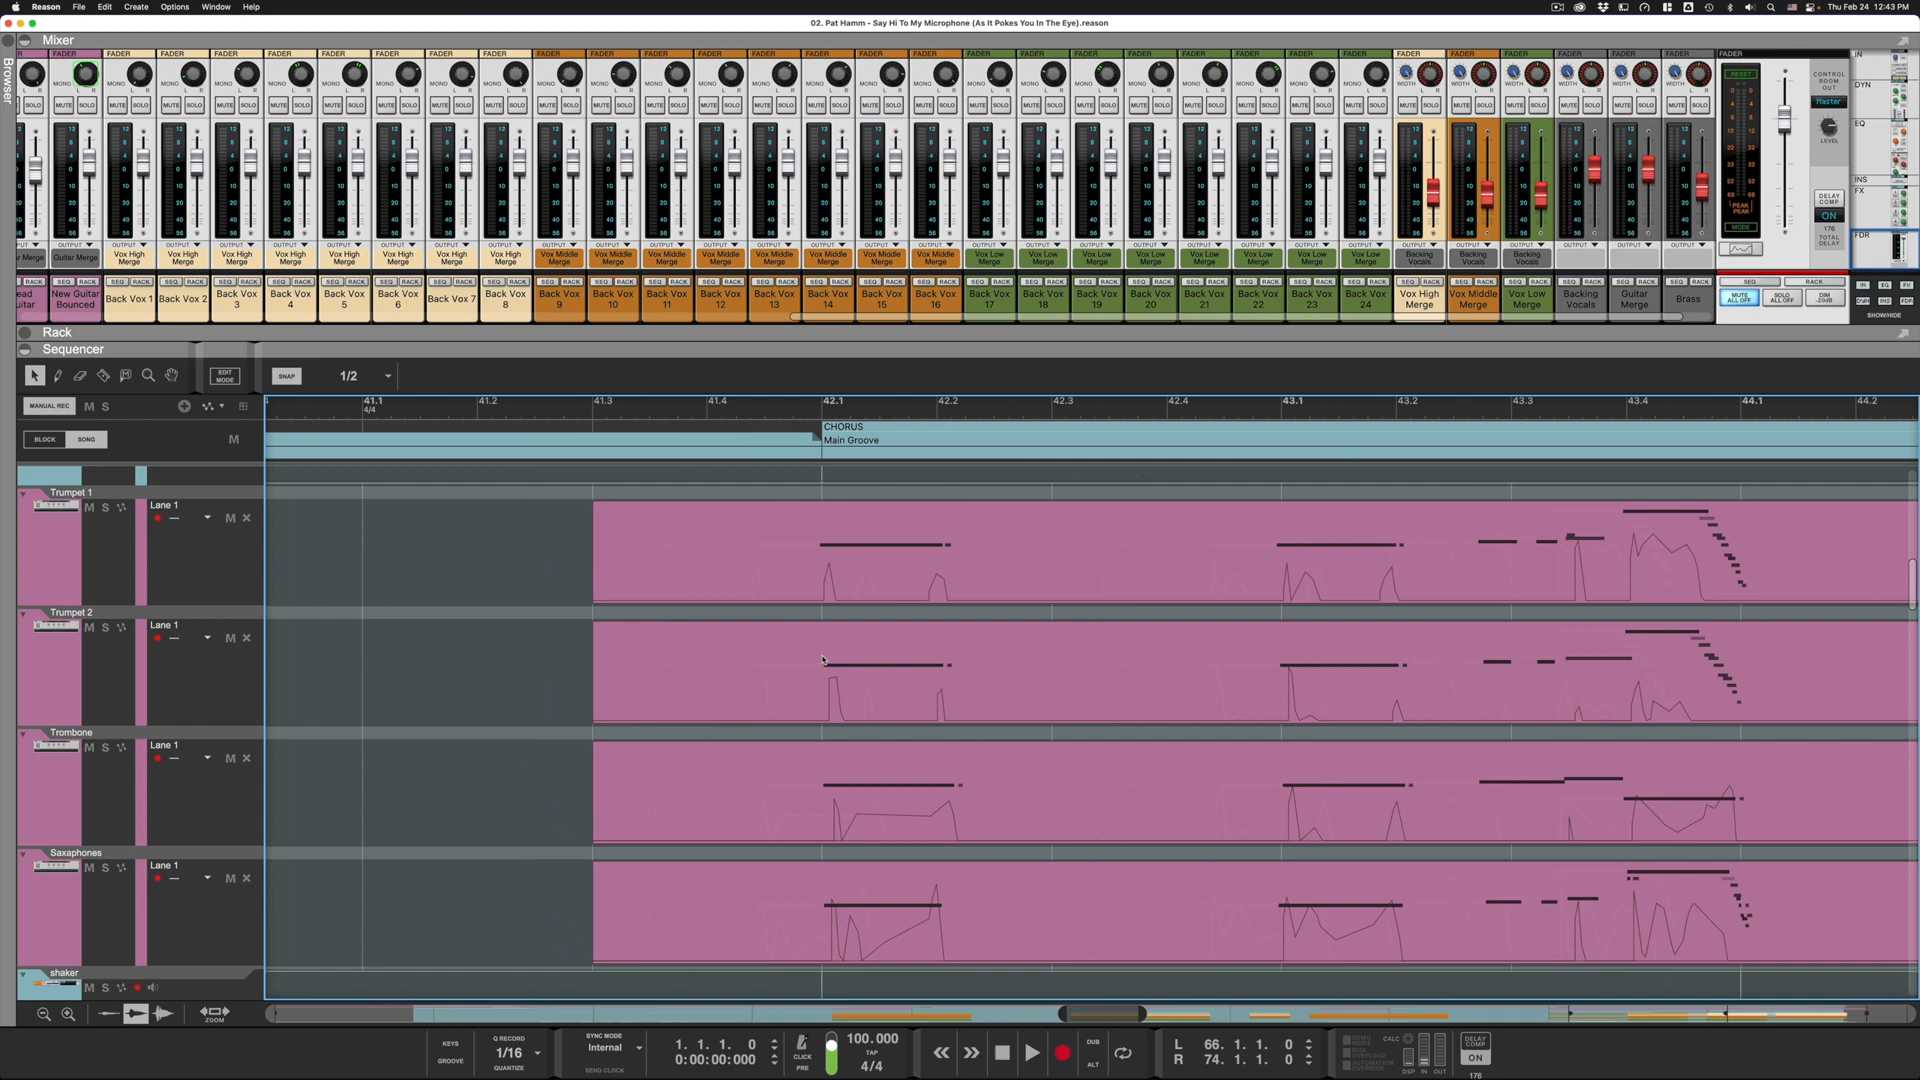 Reason File Edit Create Options Window Help
Thu Feb 24 12:43 PM
02. Pat Hamm - Say Hi To My Microphone (As It Pokes You In The Eye).reason
Browser
Mixer
FADER
MONO L R
MUTE SOLO
OUTPUT
Guitar Merge
Vox High Merge
Vox Middle Merge
Vox Low Merge
Backing Vocals
SEQ RACK
New Guitar Bounced
Back Vox 1
Back Vox 2
Back Vox 3
Back Vox 4
Back Vox 5
Back Vox 6
Back Vox 7
Back Vox 8
Back Vox 9
Back Vox 10
Back Vox 11
Back Vox 12
Back Vox 13
Back Vox 14
Back Vox 15
Back Vox 16
Back Vox 17
Back Vox 18
Back Vox 19
Back Vox 20
Back Vox 21
Back Vox 22
Back Vox 23
Back Vox 24
Vox High Merge
Vox Middle Merge
Vox Low Merge
Backing Vocals
Guitar Merge
Brass
WIDTH
RESET
PEAK
PEAK
MODE
CONTROL ROOM OUT
Master
LEVEL
DELAY COMP
ON
176
TOTAL DELAY
MUTE ALL OFF
SOLO ALL OFF
DIM -20dB
IN
DYN
EQ
INS
FX
FDR
SHOW/HIDE
Rack
Sequencer
EDIT MODE
SNAP
1/2
MANUAL REC M S
41.1 41.2 41.3 41.4 42.1 42.2 42.3 42.4 43.1 43.2 43.3 43.4 44.1 44.2
4/4
BLOCK SONG M
CHORUS
Main Groove
Trumpet 1
M S
Lane 1
M
Trumpet 2
M S
Lane 1
M
Trombone
M S
Lane 1
M
Saxaphones
M S
Lane 1
M
shaker
M S
ZOOM
KEYS
GROOVE
Q RECORD
1/16
QUANTIZE
SYNC MODE
Internal
SEND CLOCK
1. 1. 1. 0
0:00:00:000
CLICK
PRE
100.000
TAP
4/4
DUB
ALT
L 66. 1. 1. 0
R 74. 1. 1. 0
DEMO MODE
DISK OVERLOAD
AUTOMATION OVERRIDE
CALC
DSP IN OUT
DELAY COMP
ON
176